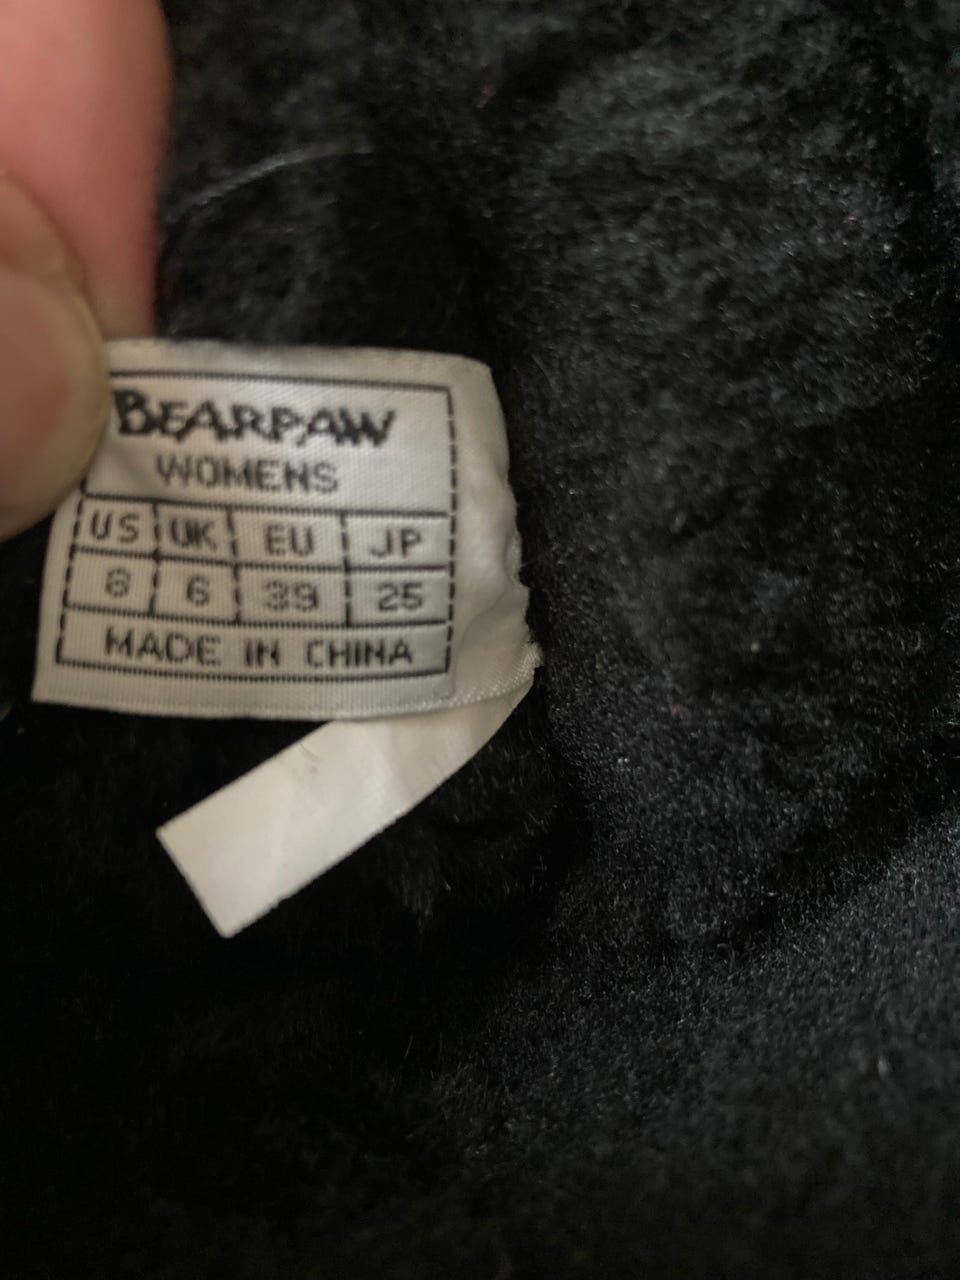 BEARPAW
WOMENS
US UK EU JP
8 6 39 25
MADE IN CHINA